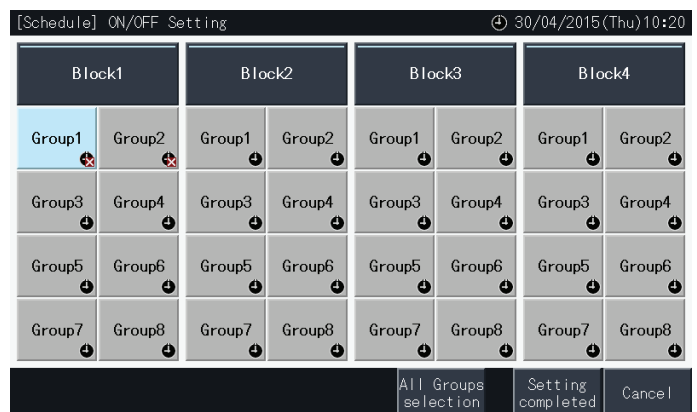 [Schedule] ON/OFF Setting 30/04/2015(Thu)10:20
Block1 Block2 Block3 Block4
Group1 Group2 Group1 Group2 Group1 Group2 Group1 Group2
Group3 Group4 Group3 Group4 Group3 Group4 Group3 Group4
Group5 Group6 Group5 Group6 Group5 Group6 Group5 Group6
Group7 Group8 Group7 Group8 Group7 Group8 Group7 Group8
All Groups
selection
Setting
completed
Cancel